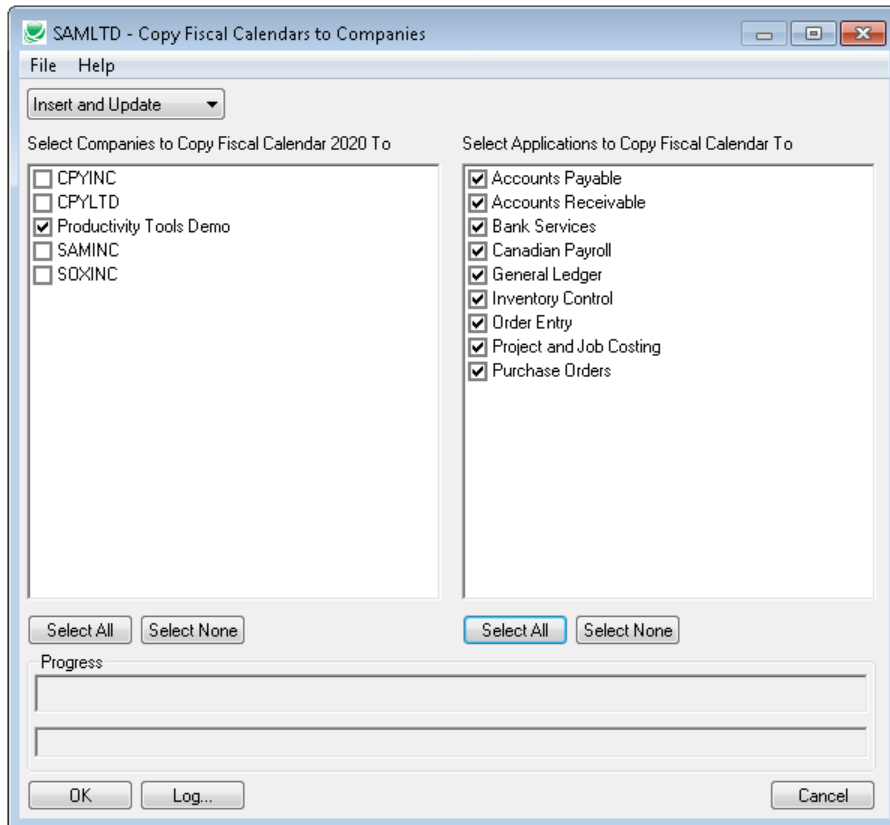 SAMLTD - Copy Fiscal Calendars to Companies
File Help
Insert and Update
Select Companies to Copy Fiscal Calendar 2020 To
CPYINC
CPYLTD
Productivity Tools Demo
SAMINC
SOXINC
Select All Select None
Select Applications to Copy Fiscal Calendar To
Accounts Payable
Accounts Receivable
Bank Services
Canadian Payroll
General Ledger
Inventory Control
Order Entry
Project and Job Costing
Purchase Orders
Select All Select None
Progress
OK Log... Cancel